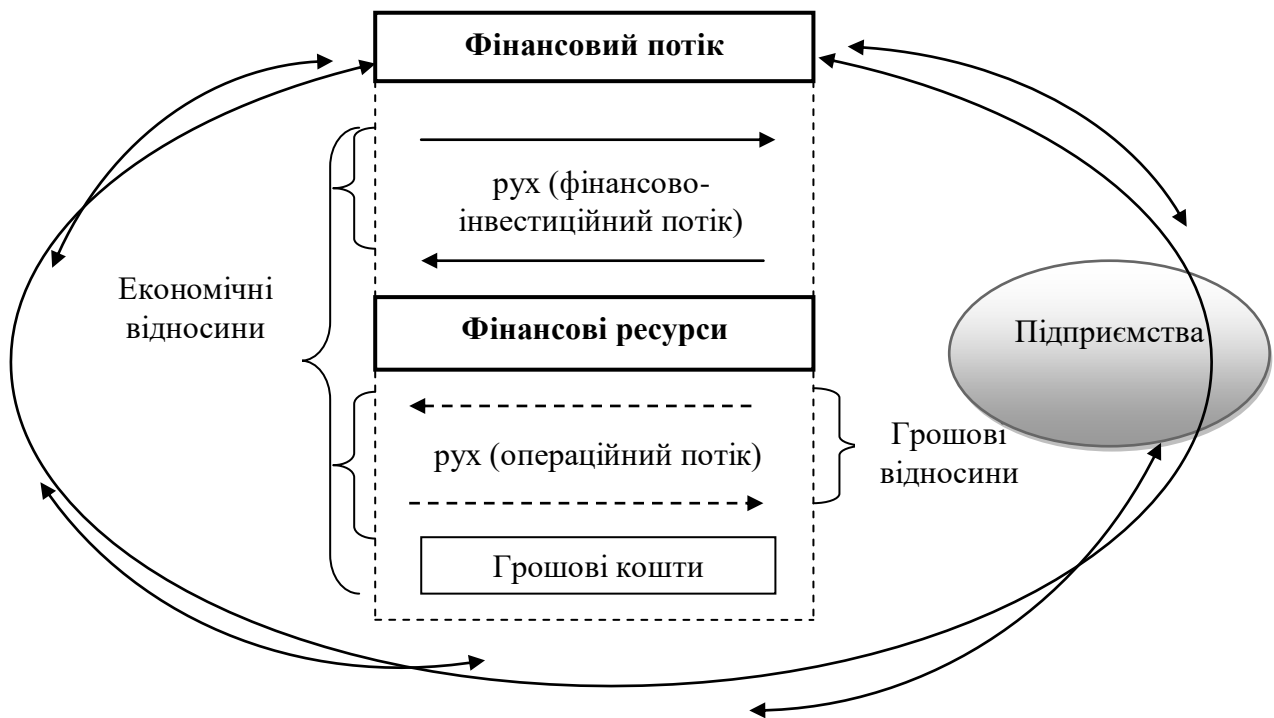 Фінансовий потік
рух (фінансово-
інвестиційний потік)
Економічні
відносини
Фінансові ресурси
Підприємства
рух (операційний потік)
Грошові
відносини
Грошові кошти